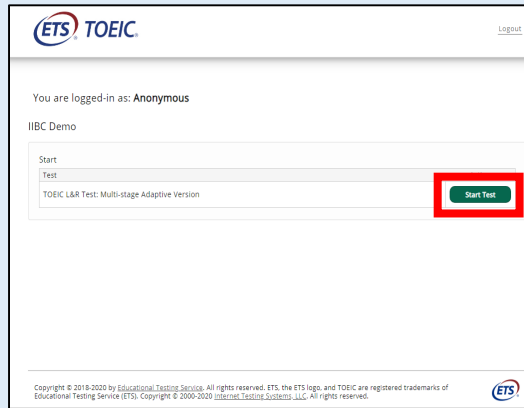 ETS® TOEIC®
Logout
You are logged-in as: Anonymous
IIBC Demo
Start
Test
TOEIC L&R Test: Multi-stage Adaptive Version
Start Test
Copyright © 2018-2020 by Educational Testing Service. All rights reserved. ETS, the ETS logo, and TOEIC are registered trademarks of
Educational Testing Service (ETS). Copyright © 2000-2020 Internet Testing Systems, LLC. All rights reserved.
ETS®